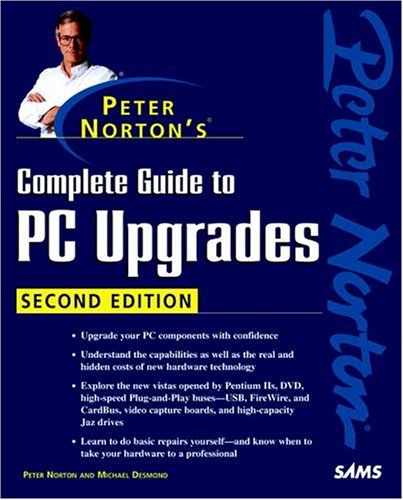 PETER
NORTON'S®
Complete Guide to
PC Upgrades
SECOND EDITION
• Upgrade your PC components with confidence
• Understand the capabilities as well as the real and
hidden costs of new hardware technology
• Explore the new vistas opened by Pentium IIs, DVD,
high-speed Plug-and-Play buses—USB, FireWire, and
CardBus, video capture boards, and high-capacity
Jaz drives
• Learn to do basic repairs yourself—and know when to
take your hardware to a professional
PETER NORTON AND MICHAEL DESMOND
SAMS
Peter Norton